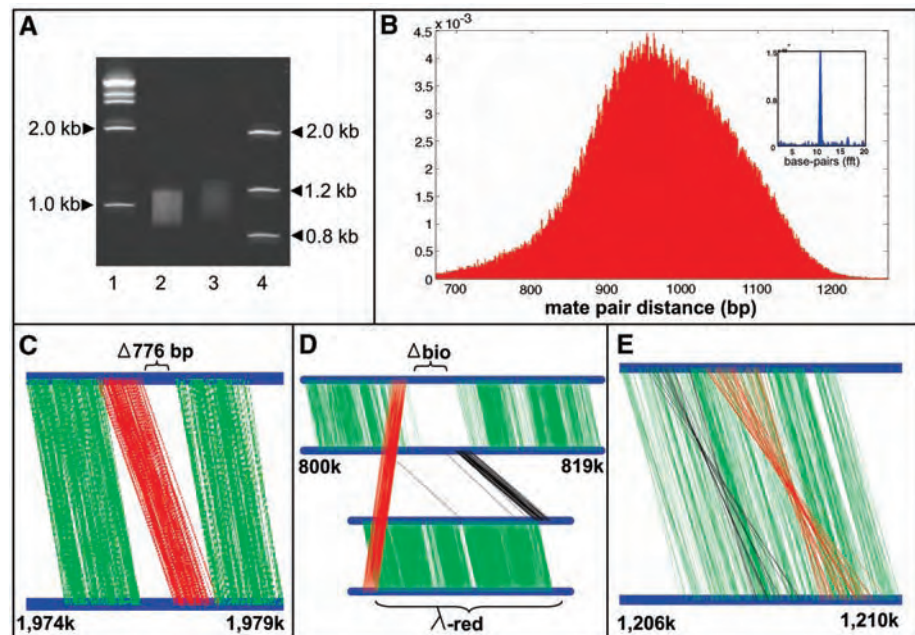 A
2.0 kb
1.0 kb
2.0 kb
1.2 kb
0.8 kb
1 2 3 4
B
x 10⁻³
4.5
4
3.5
3
2.5
2
1.5
1
0.5
0
700 800 900 1000 1100 1200
mate pair distance (bp)
0.8
0
5 10 15 20
base-pairs (fft)
C
Δ776 bp
1,974k 1,979k
D
Δbio
800k 819k
λ-red
E
1,206k 1,210k